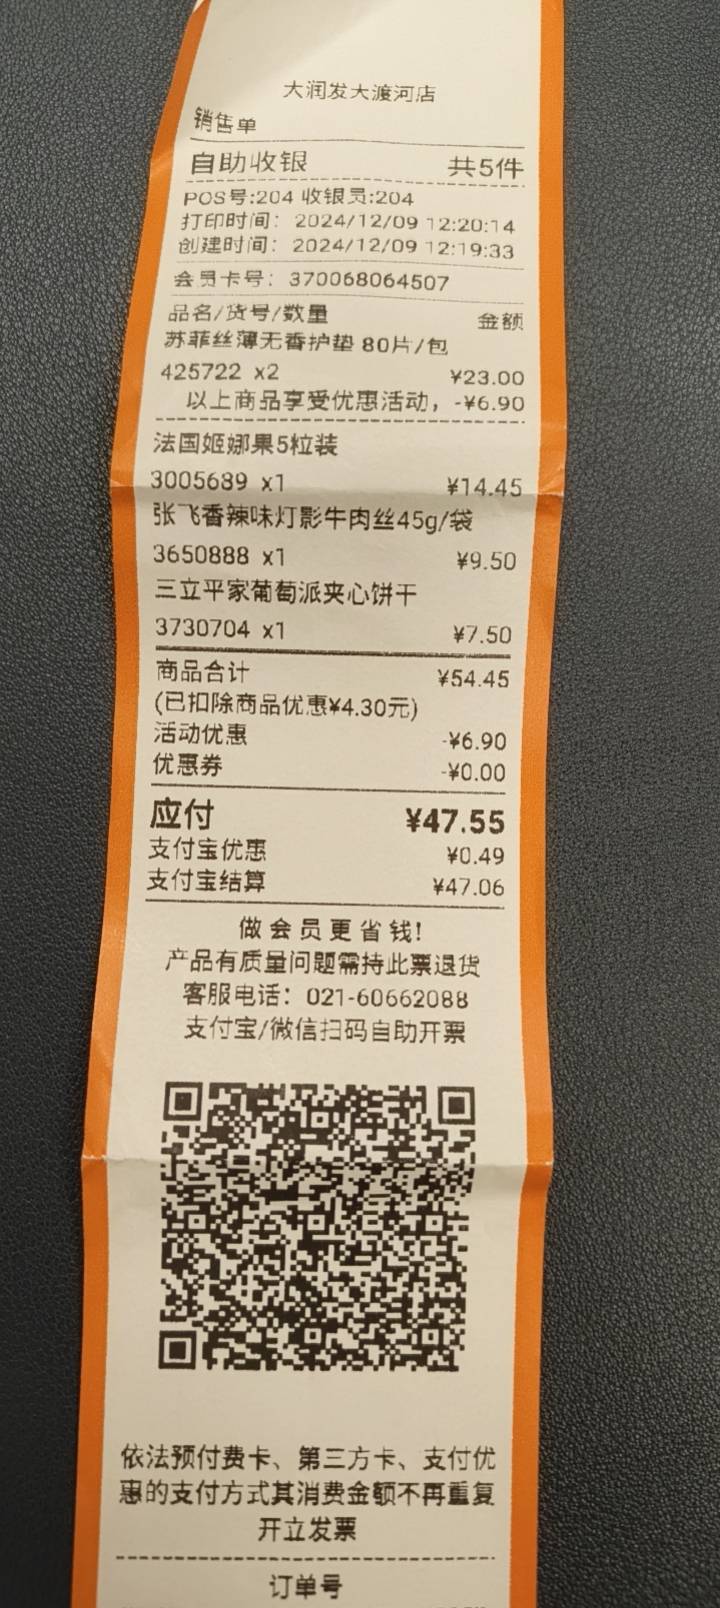 大润发大渡河店
销售单
自助收银 共5件
POS号:204 收银员:204
打印时间： 2024/12/09 12:20:14
创建时间： 2024/12/09 12:19:33
会员卡号： 370068064507
品名/货号/数量 金额
苏菲丝薄无香护垫 80片/包
425722 x2 ¥23.00
以上商品享受优惠活动，-¥6.90
法国姬娜果5粒装
3005689 x1 ¥14.45
张飞香辣味灯影牛肉丝45g/袋
3650888 x1 ¥9.50
三立平家葡萄派夹心饼干
3730704 x1 ¥7.50
商品合计 ¥54.45
(已扣除商品优惠¥4.30元)
活动优惠 -¥6.90
优惠券 -¥0.00
应付 ¥47.55
支付宝优惠 ¥0.49
支付宝结算 ¥47.06
做会员更省钱!
产品有质量问题需持此票退货
客服电话： 021-60662088
支付宝/微信扫码自助开票
依法预付费卡、第三方卡、支付优
惠的支付方式其消费金额不再重复
开立发票
订单号